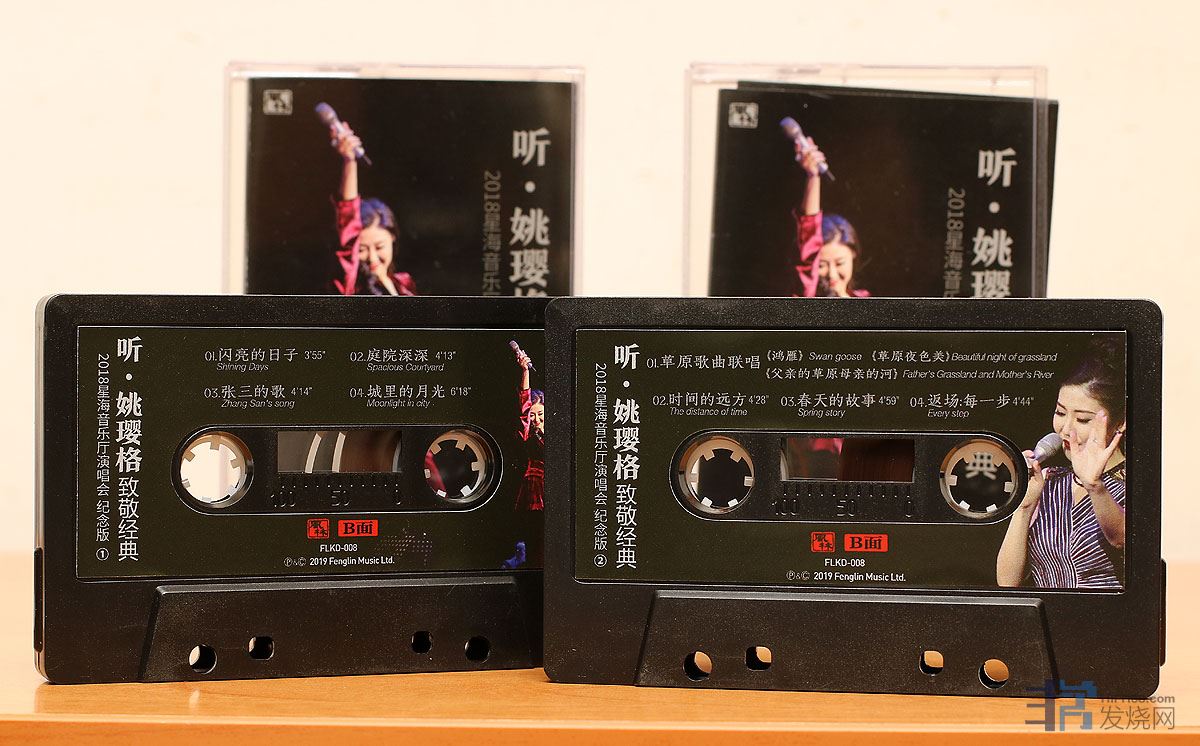 听·姚璎格
2018星海音乐厅
听·姚璎
2018星海音乐
听·姚璎格 致敬经典
2018星海音乐厅演唱会 纪念版 ①
01.闪亮的日子 3'55" 02.庭院深深 4'13"
Shining Days Spacious Courtyard
03.张三的歌 4'14" 04.城里的月光 6'18"
Zhang San's song Moonlight in city
100 50 0
B面
FLKD-008
Ⓟ&Ⓒ 2019 Fenglin Music Ltd.
听·姚璎格 致敬经典
2018星海音乐厅演唱会 纪念版 ②
01.草原歌曲联唱 《鸿雁》 Swan goose 《草原夜色美》 Beautiful night of grassland
《父亲的草原母亲的河》 Father's Grassland and Mother's River
02.时间的远方 4'28" 03.春天的故事 4'59" 04.返场:每一步 4'44"
The distance of time Spring story Every step
典
100 50 0
B面
FLKD-008
Ⓟ&Ⓒ 2019 Fenglin Music Ltd.
发烧网